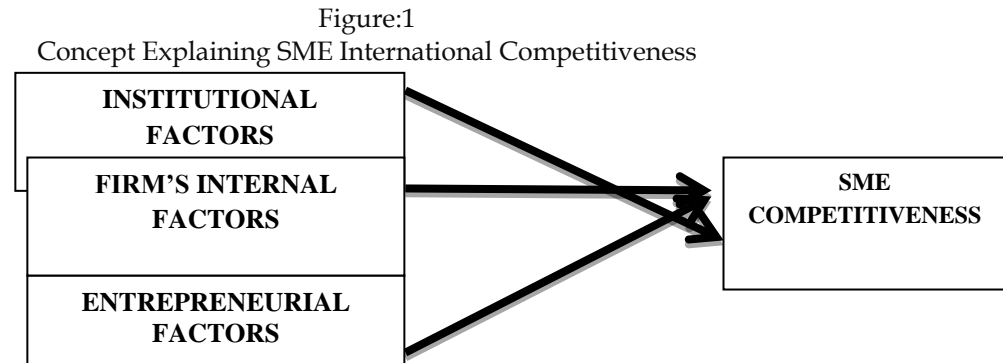 Figure:1
Concept Explaining SME International Competitiveness
INSTITUTIONAL
FACTORS
FIRM'S INTERNAL
FACTORS
ENTREPRENEURIAL
FACTORS
SME
COMPETITIVENESS